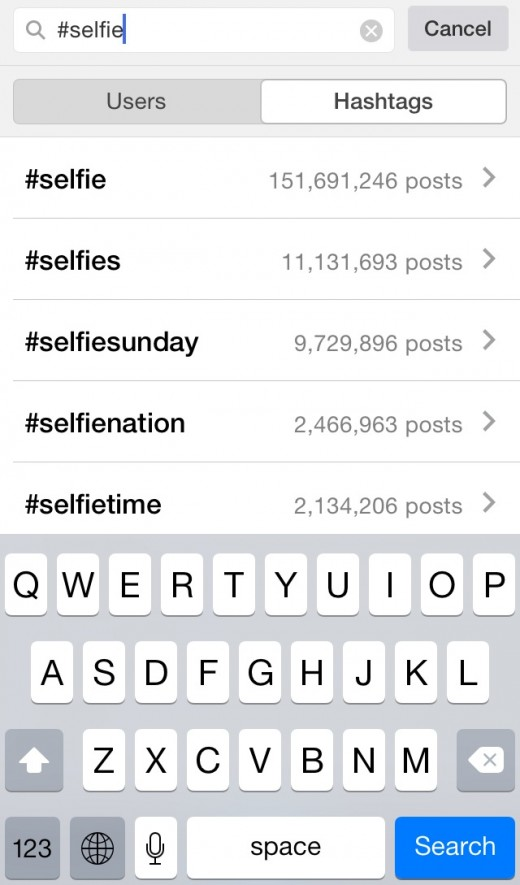 #selfie Cancel
Users Hashtags
#selfie 151,691,246 posts
#selfies 11,131,693 posts
#selfiesunday 9,729,896 posts
#selfienation 2,466,963 posts
#selfietime 2,134,206 posts
Q W E R T Y U I O P
A S D F G H J K L
Z X C V B N M
123 space Search